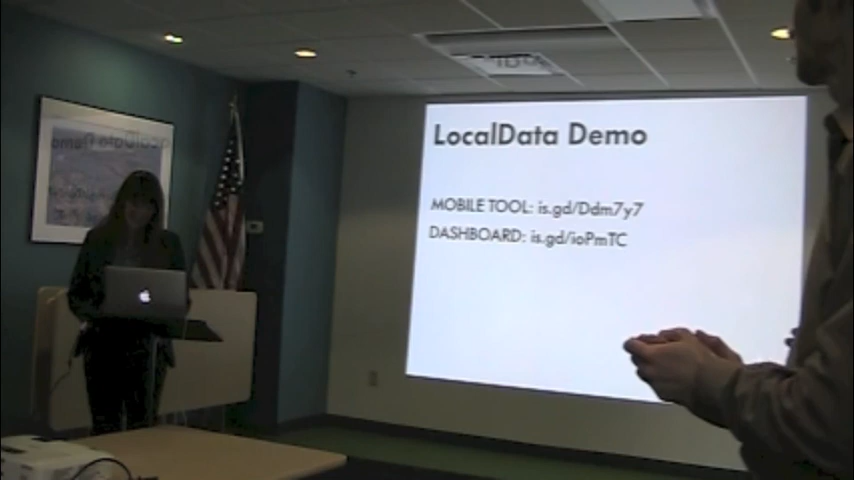 LocalData Demo
MOBILE TOOL: is.gd/Ddm7y7
DASHBOARD: is.gd/ioPmTC